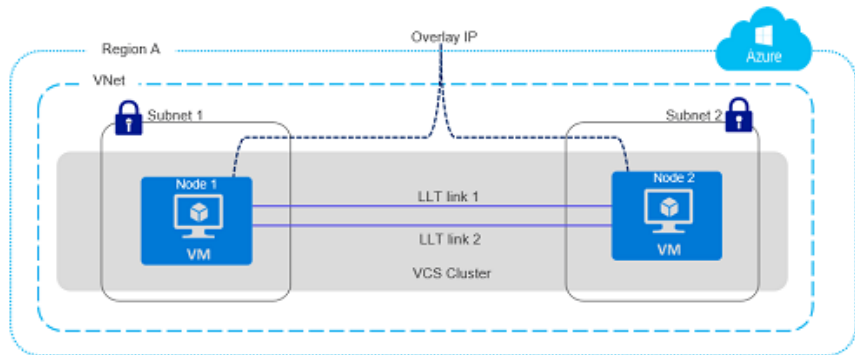 Overlay IP
Region A
Azure
VNet
Subnet 1
Subnet 2
Node 1
Node 2
LLT link 1
VM
VM
LLT link 2
VCS Cluster